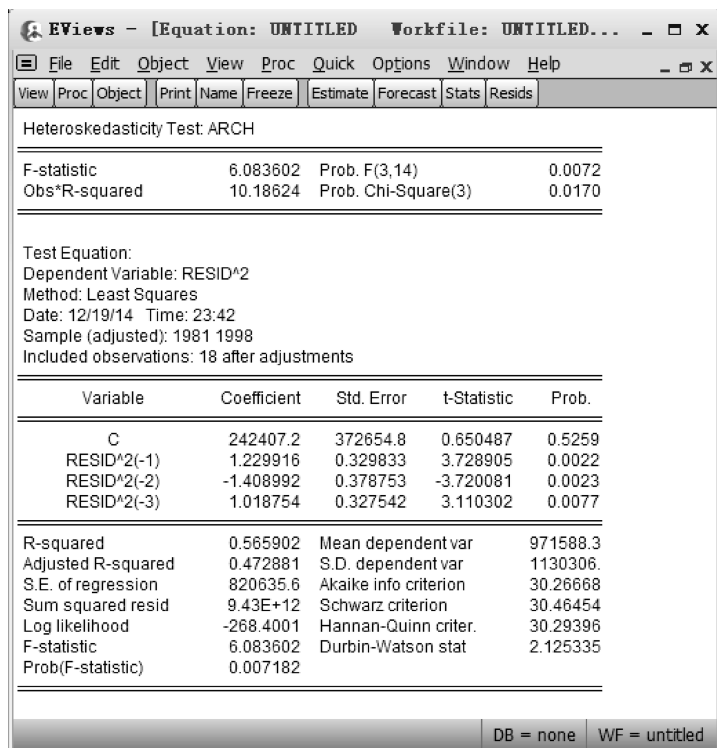 EViews - [Equation: UNTITLED Workfile: UNTITLED...
File Edit Object View Proc Quick Options Window Help
View Proc Object Print Name Freeze Estimate Forecast Stats Resids
Heteroskedasticity Test: ARCH
F-statistic 6.083602 Prob. F(3,14) 0.0072
Obs*R-squared 10.18624 Prob. Chi-Square(3) 0.0170
Test Equation:
Dependent Variable: RESID^2
Method: Least Squares
Date: 12/19/14 Time: 23:42
Sample (adjusted): 1981 1998
Included observations: 18 after adjustments
Variable Coefficient Std. Error t-Statistic Prob.
C 242407.2 372654.8 0.650487 0.5259
RESID^2(-1) 1.229916 0.329833 3.728905 0.0022
RESID^2(-2) -1.408992 0.378753 -3.720081 0.0023
RESID^2(-3) 1.018754 0.327542 3.110302 0.0077
R-squared 0.565902 Mean dependent var 971588.3
Adjusted R-squared 0.472881 S.D. dependent var 1130306.
S.E. of regression 820635.6 Akaike info criterion 30.26668
Sum squared resid 9.43E+12 Schwarz criterion 30.46454
Log likelihood -268.4001 Hannan-Quinn criter. 30.29396
F-statistic 6.083602 Durbin-Watson stat 2.125335
Prob(F-statistic) 0.007182
DB = none WF = untitled